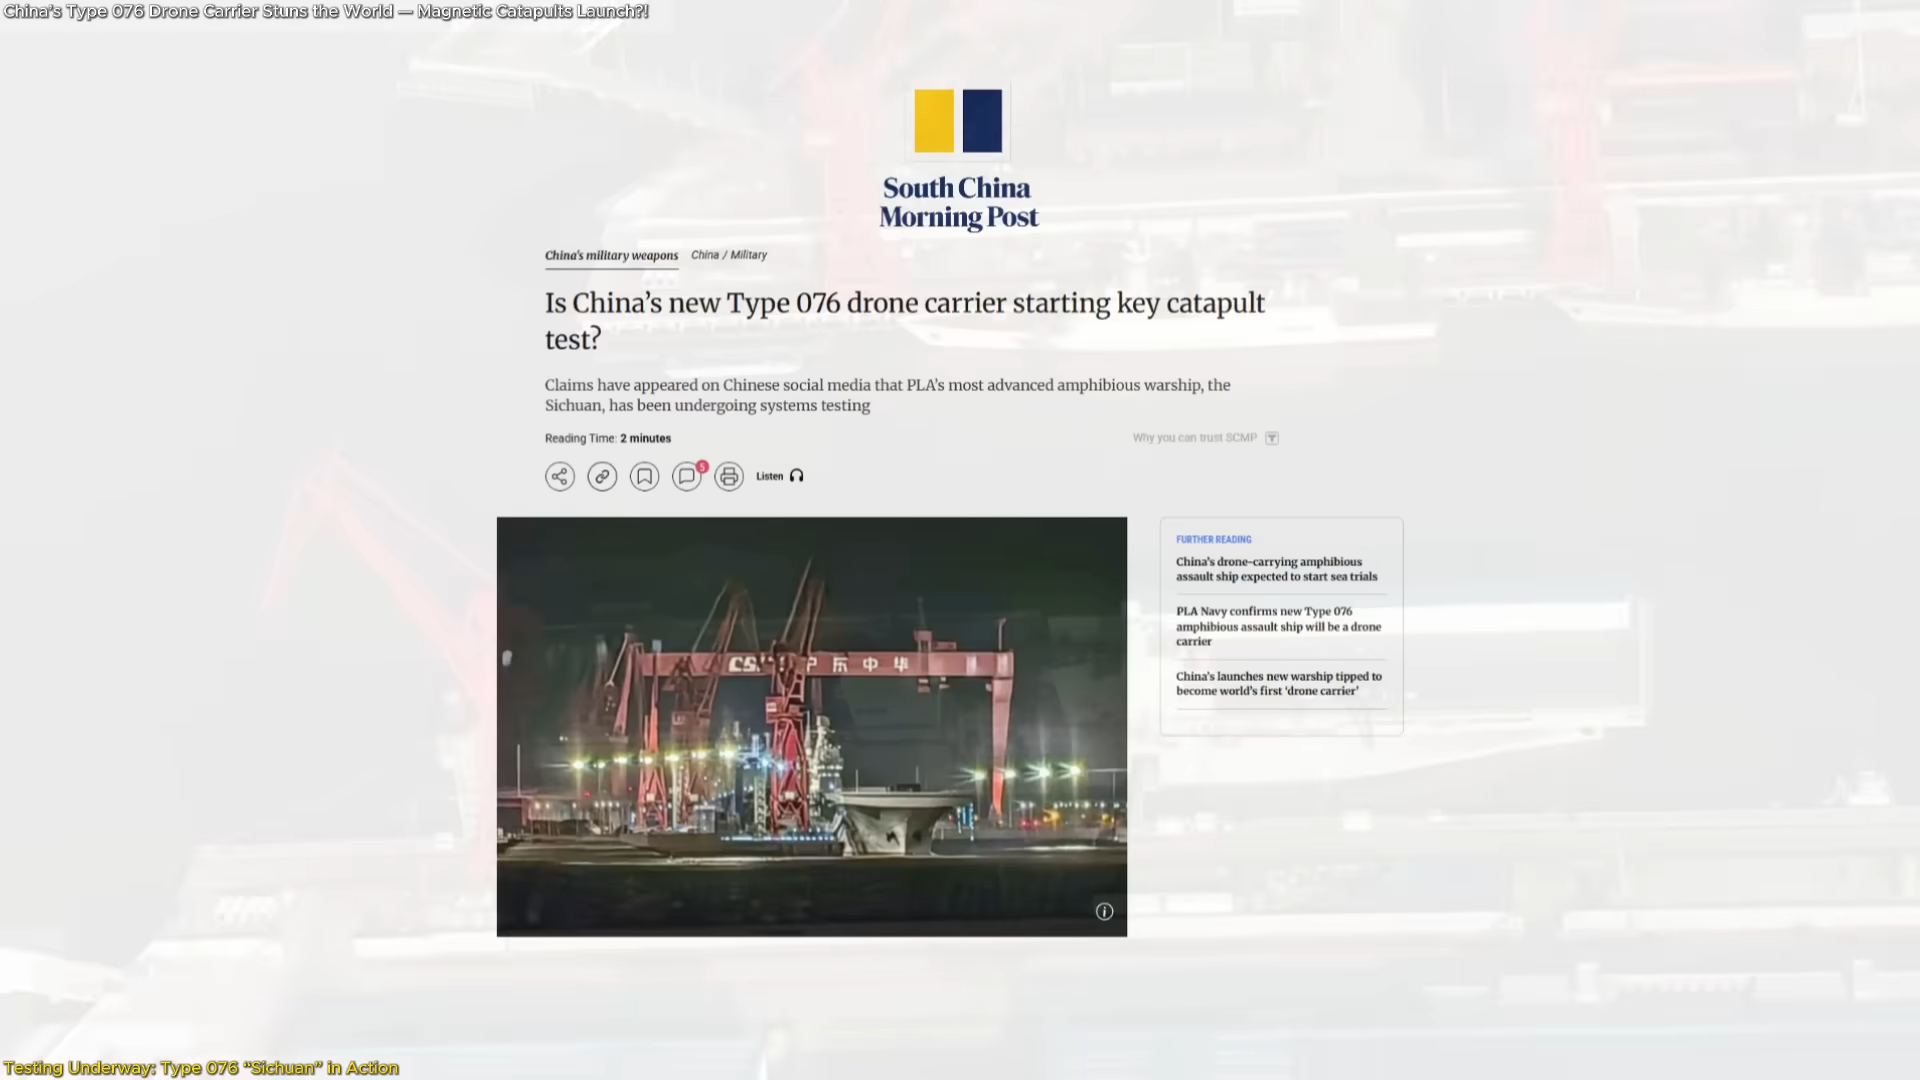 China's Type 076 Drone Carrier Stuns the World — Magnetic Catapults Launch?!
South China
Morning Post
China's military weapons China / Military
Is China's new Type 076 drone carrier starting key catapult
test?
Claims have appeared on Chinese social media that PLA's most advanced amphibious warship, the
Sichuan, has been undergoing systems testing
Reading Time: 2 minutes
Why you can trust SCMP
5
Listen
FURTHER READING
China's drone-carrying amphibious
assault ship expected to start sea trials
PLA Navy confirms new Type 076
amphibious assault ship will be a drone
carrier
China's launches new warship tipped to
become world's first 'drone carrier'
东中华
Testing Underway: Type 076 "Sichuan" in Action